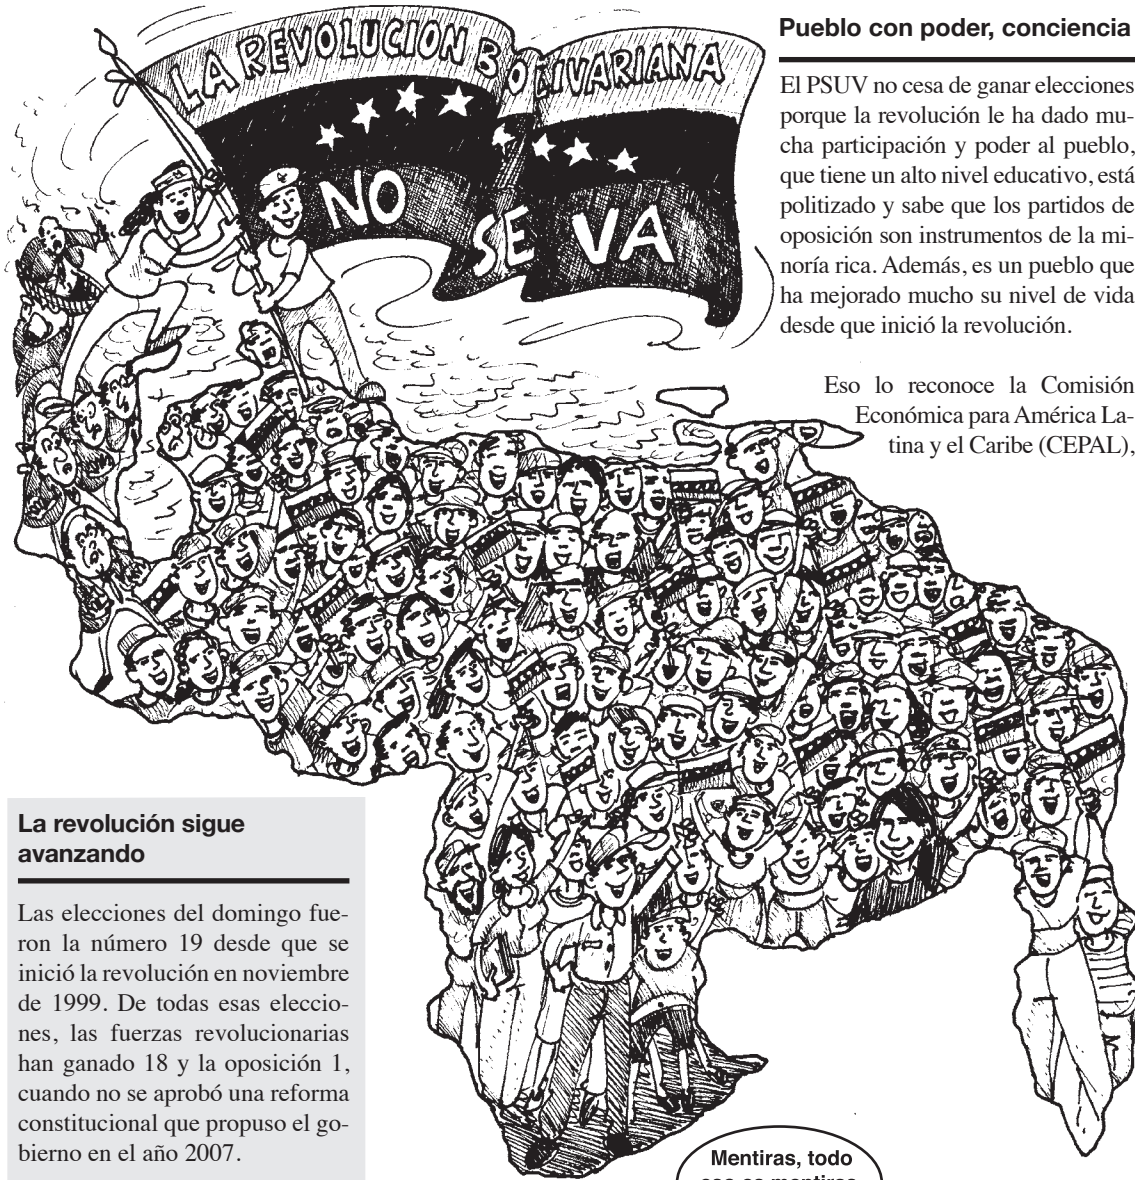 LA REVOLUCION BOLIVARIANA
NO SE VA
Pueblo con poder, conciencia
El PSUV no cesa de ganar elecciones
porque la revolución le ha dado mu-
cha participación y poder al pueblo,
que tiene un alto nivel educativo, está
politizado y sabe que los partidos de
oposición son instrumentos de la mi-
noría rica. Además, es un pueblo que
ha mejorado mucho su nivel de vida
desde que inició la revolución.
Eso lo reconoce la Comisión
Económica para América La-
tina y el Caribe (CEPAL),
La revolución sigue
avanzando
Las elecciones del domingo fue-
ron la número 19 desde que se
inició la revolución en noviembre
de 1999. De todas esas eleccio-
nes, las fuerzas revolucionarias
han ganado 18 y la oposición 1,
cuando no se aprobó una reforma
constitucional que propuso el go-
bierno en el año 2007.
Mentiras, todo
eso es mentiras